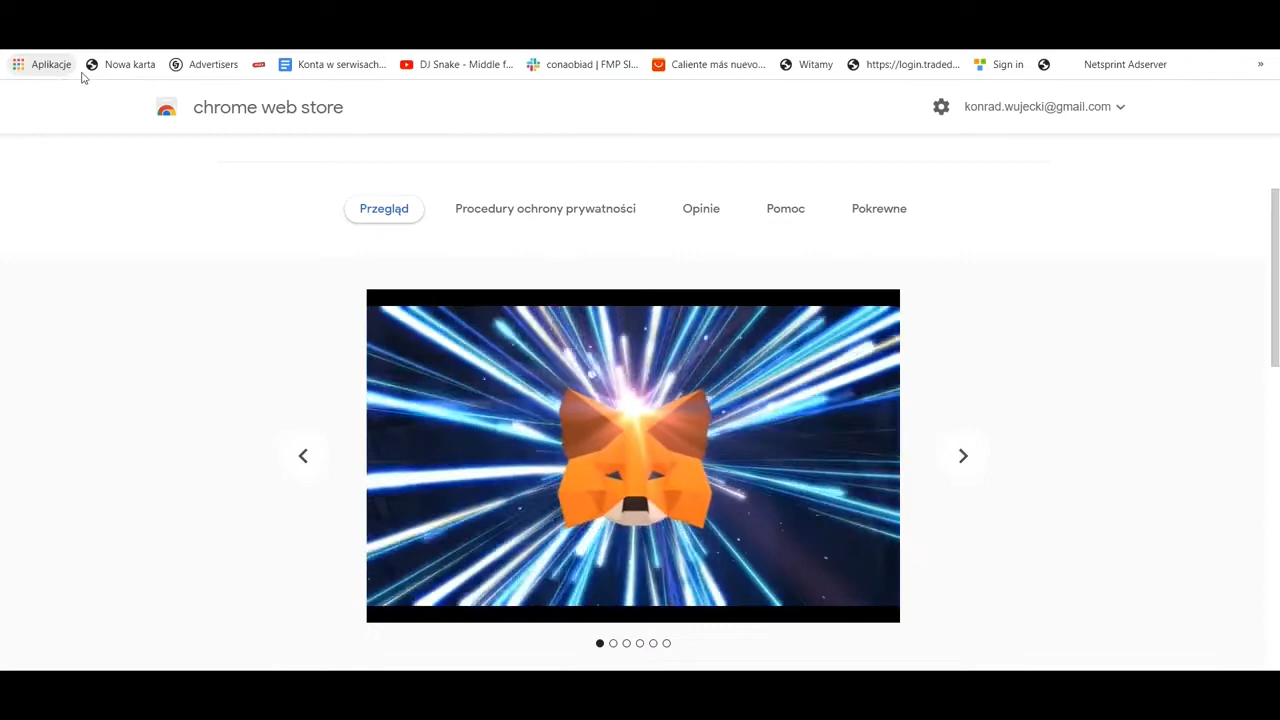 Aplikacje Nowa karta Advertisers Konta w serwisach... DJ Snake - Middle f... conaobiad | FMP Sl... Caliente más nuevo... Witamy https://login.traded... Sign in Netsprint Adserver »
chrome web store konrad.wujecki@gmail.com
Przegląd Procedury ochrony prywatności Opinie Pomoc Pokrewne